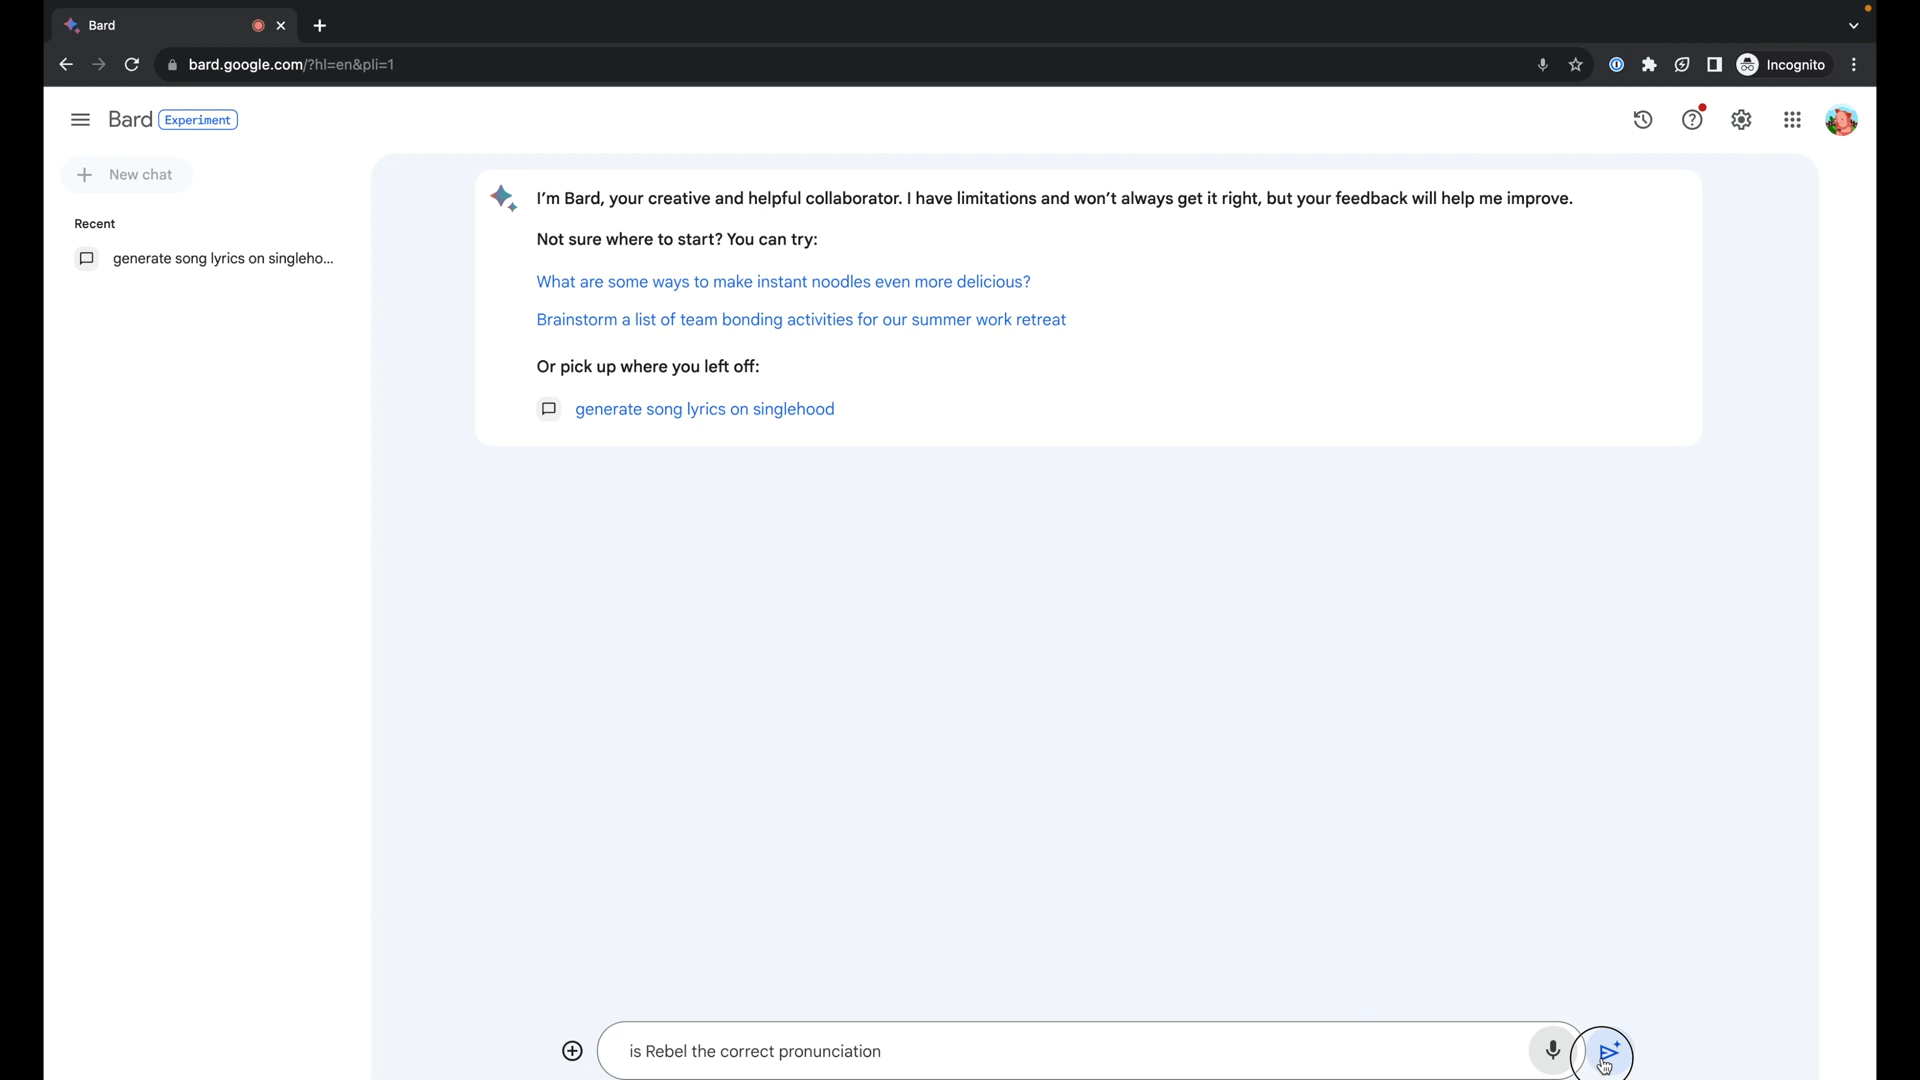 Bard
bard.google.com/?hl=en&pli=1
Incognito
Bard Experiment
New chat
Recent
generate song lyrics on singleho...
I'm Bard, your creative and helpful collaborator. I have limitations and won't always get it right, but your feedback will help me improve.
Not sure where to start? You can try:
What are some ways to make instant noodles even more delicious?
Brainstorm a list of team bonding activities for our summer work retreat
Or pick up where you left off:
generate song lyrics on singlehood
is Rebel the correct pronunciation